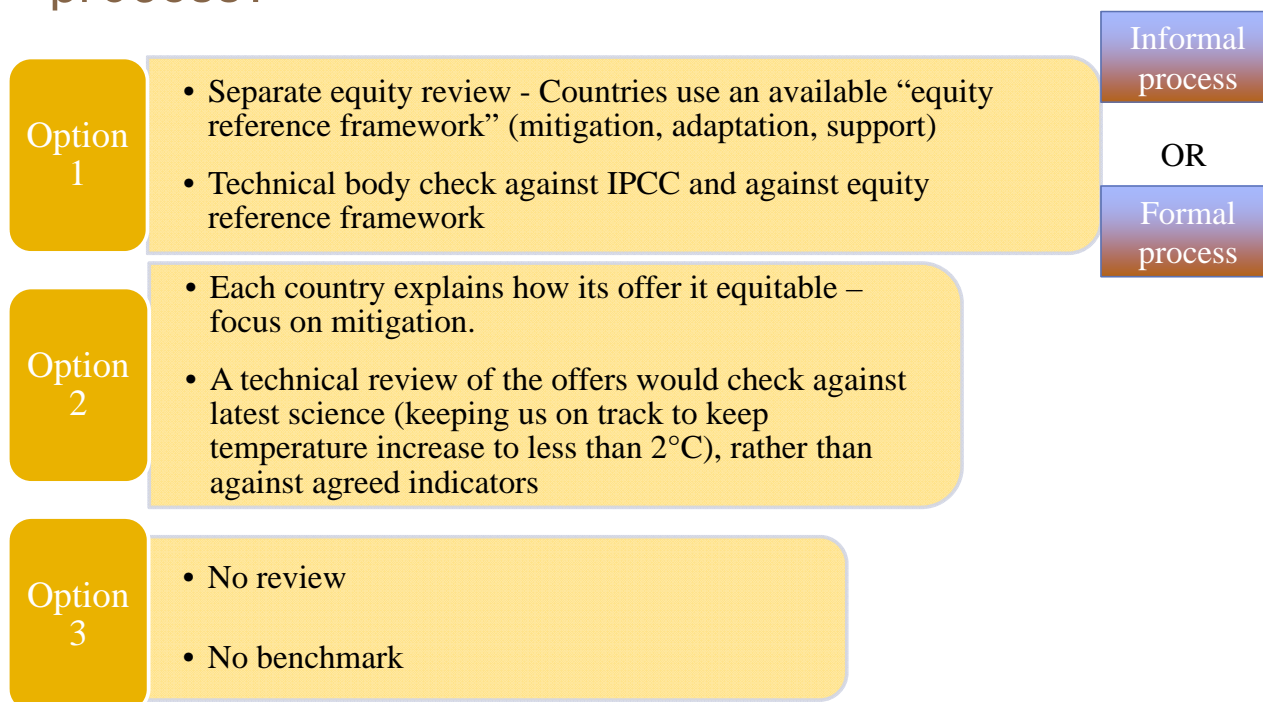 process?
Informal
process
OR
Formal
process
Option
1
• Separate equity review - Countries use an available “equity
reference framework” (mitigation, adaptation, support)
• Technical body check against IPCC and against equity
reference framework
Option
2
• Each country explains how its offer it equitable –
focus on mitigation.
• A technical review of the offers would check against
latest science (keeping us on track to keep
temperature increase to less than 2°C), rather than
against agreed indicators
Option
3
• No review
• No benchmark